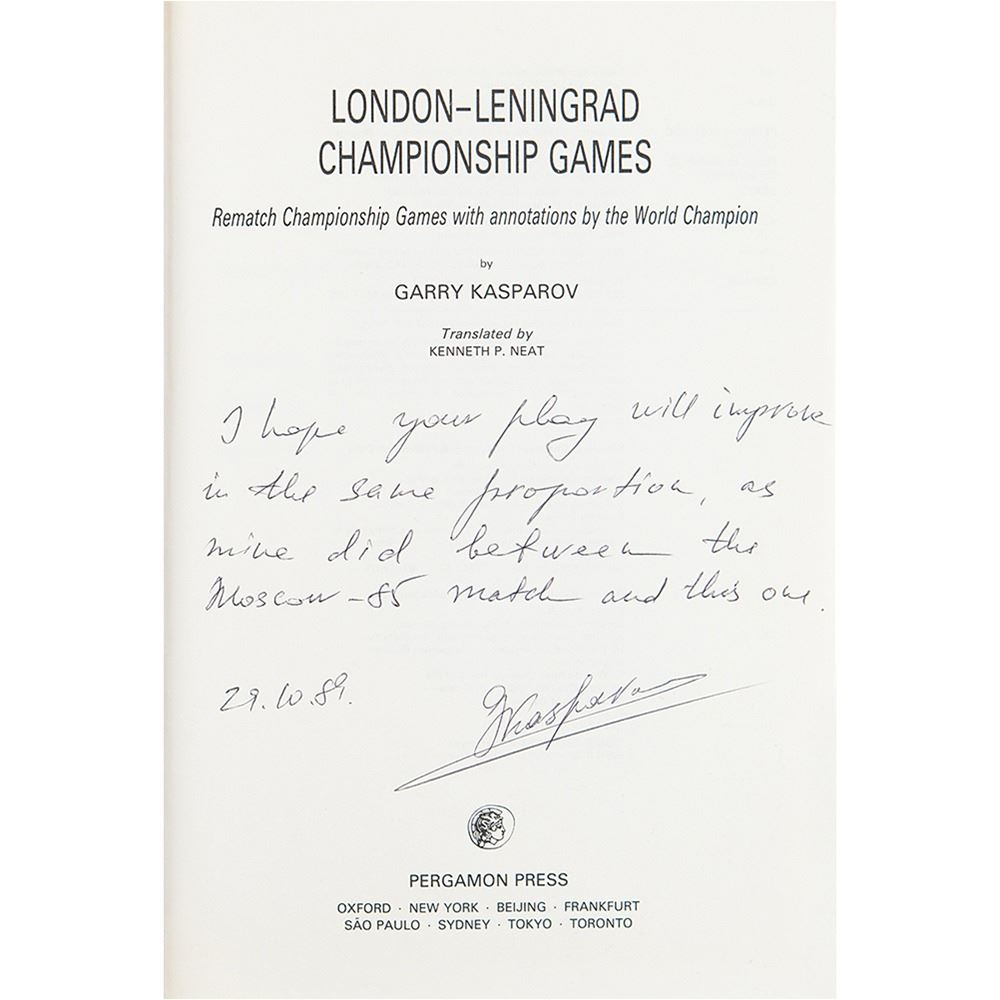 LONDON–LENINGRAD
CHAMPIONSHIP GAMES
Rematch Championship Games with annotations by the World Champion
by
GARRY KASPAROV
Translated by
KENNETH P. NEAT
I hope your play will improve
in the same proportion, as
mine did between the
Moscow-85 match and this one.
29.10.89.
GKasparov
PERGAMON PRESS
OXFORD · NEW YORK · BEIJING · FRANKFURT
SÃO PAULO · SYDNEY · TOKYO · TORONTO